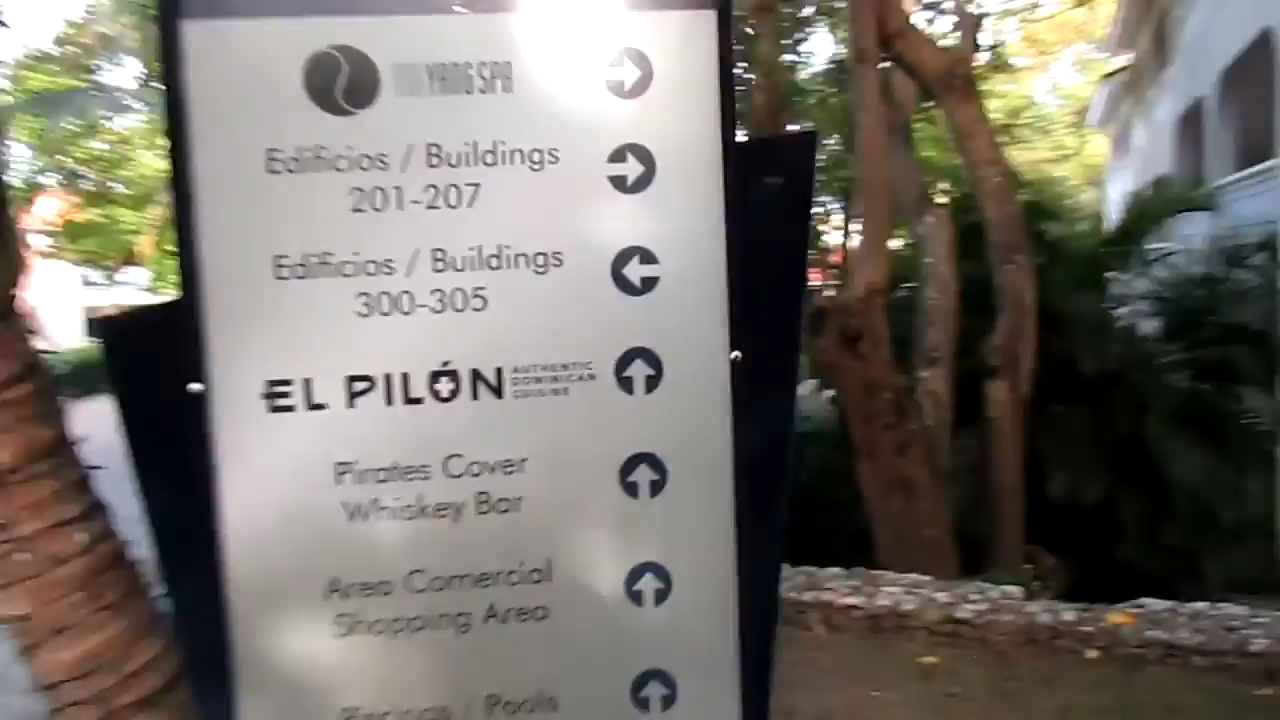 YANG SPA
Edificios / Buildings
201-207
Edificios / Buildings
300-305
EL PILÓN
AUTHENTIC
DOMINICAN
CUISINE
Pirates Cover
Whiskey Bar
Area Comercial
Shopping Area
/ Pools